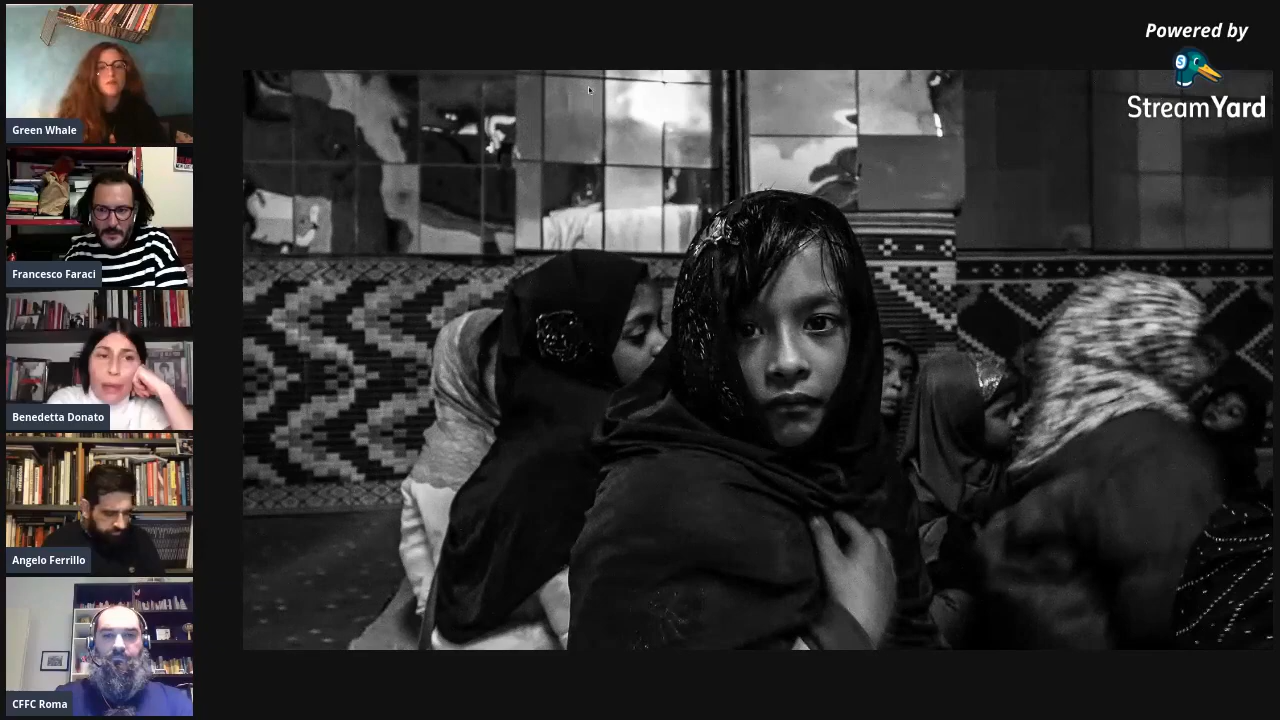 Powered by
StreamYard
Green Whale
Francesco Faraci
Benedetta Donato
Angelo Ferrillo
CFFC Roma